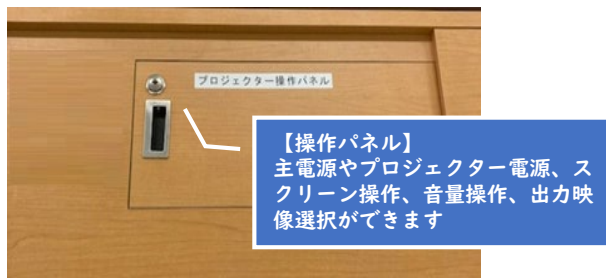 プロジェクター操作パネル
【操作パネル】
主電源やプロジェクター電源、ス
クリーン操作、音量操作、出力映
像選択ができます